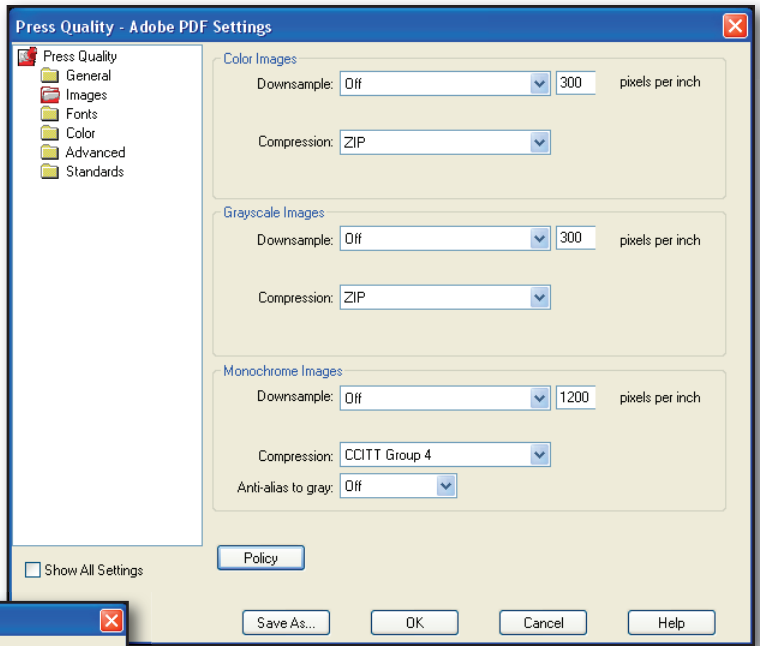 Press Quality - Adobe PDF Settings
Press Quality
General
Images
Fonts
Color
Advanced
Standards
Show All Settings
Color Images
Downsample: Off 300 pixels per inch
Compression: ZIP
Grayscale Images
Downsample: Off 300 pixels per inch
Compression: ZIP
Monochrome Images
Downsample: Off 1200 pixels per inch
Compression: CCITT Group 4
Anti-alias to gray: Off
Policy
Save As... OK Cancel Help